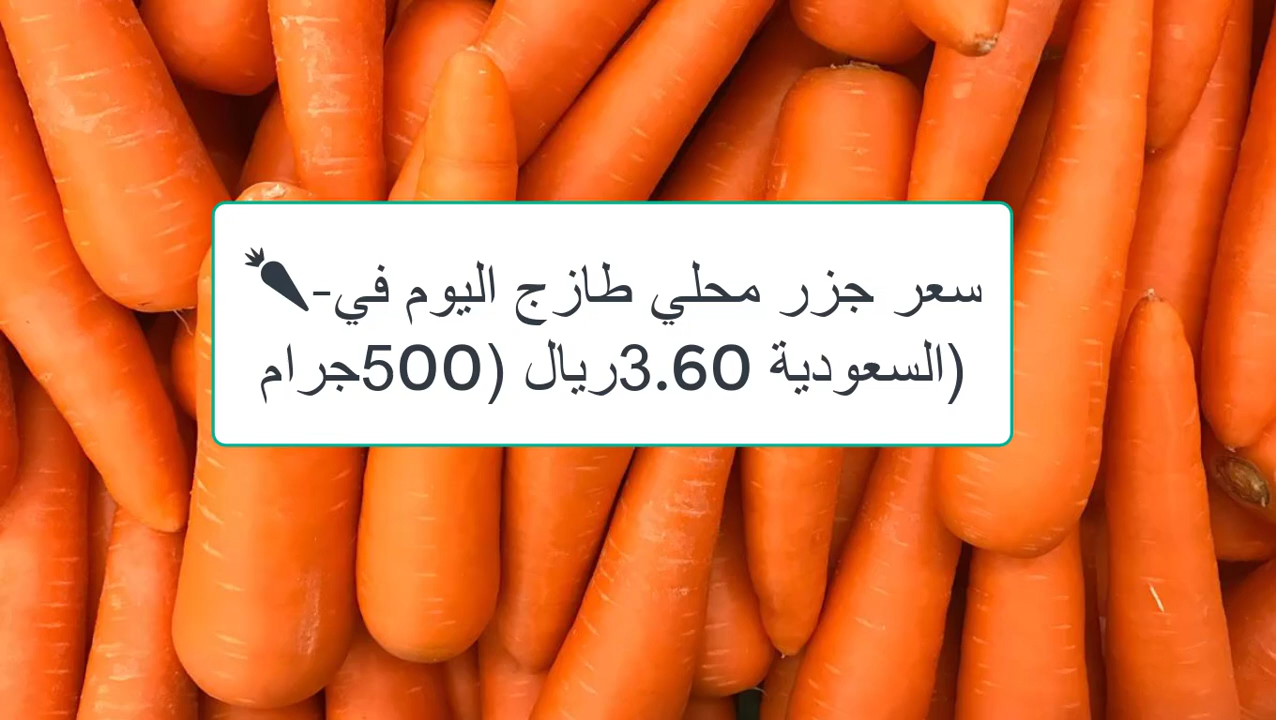 سعر جزر محلي طازج اليوم في-
(السعودية 3.60ريال (500جرام